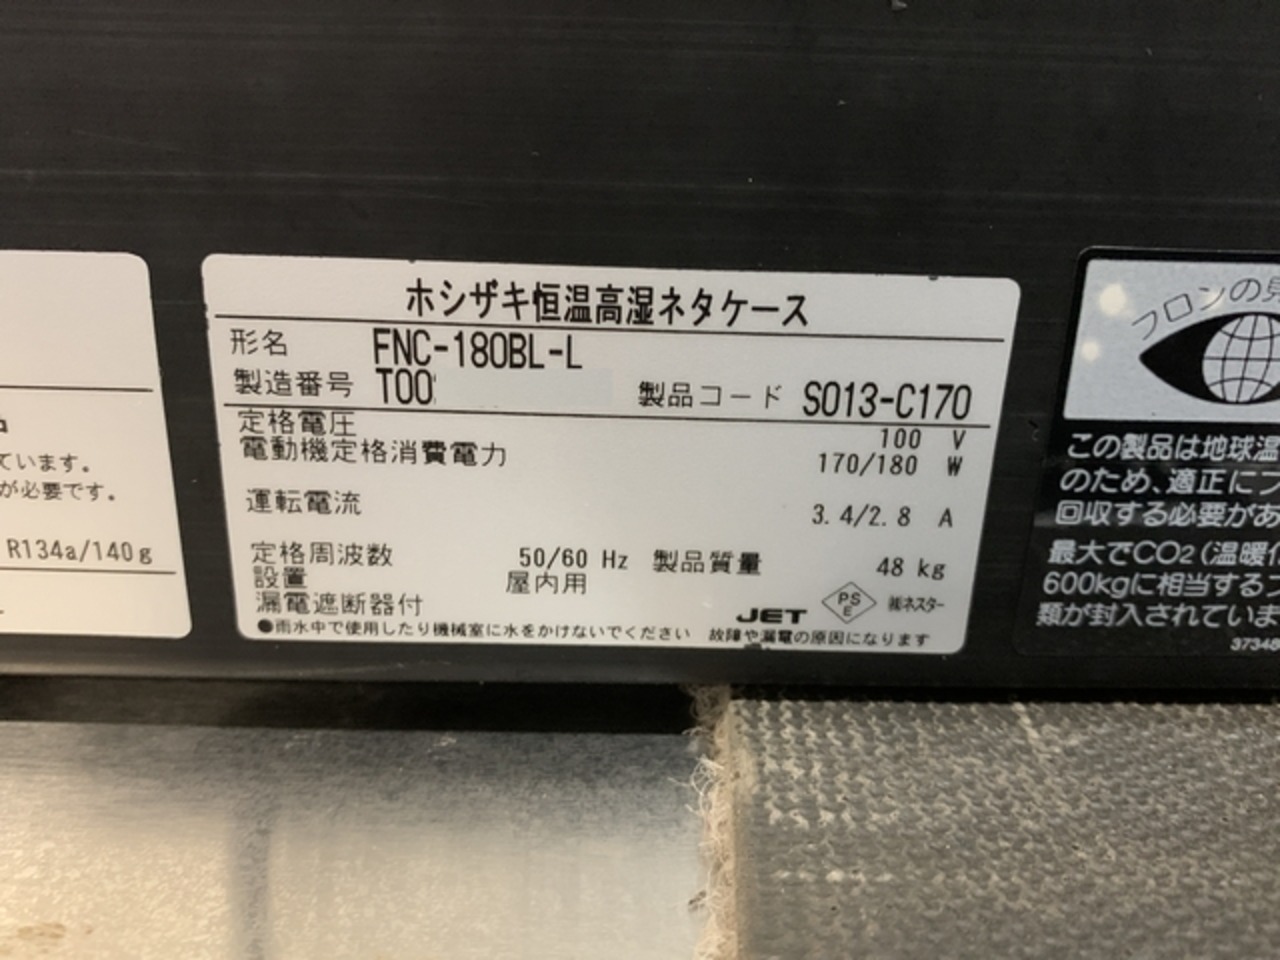 ています。
が必要です。
R134a/140g
ホシザキ恒温高湿ネタケース
形名 FNC-180BL-L
製造番号 T00 製品コード S013-C170
定格電圧 100 V
電動機定格消費電力 170/180 W
運転電流 3.4/2.8 A
定格周波数 50/60 Hz 製品質量 48 kg
設置 屋内用
漏電遮断器付 JET PSE ㈱ネスター
●雨水中で使用したり機械室に水をかけないでください 故障や漏電の原因になります
フロンの見
この製品は地球温
のため、適正にフ
回収する必要があ
最大でCO2(温暖化
600kgに相当するフ
類が封入されていま
37348